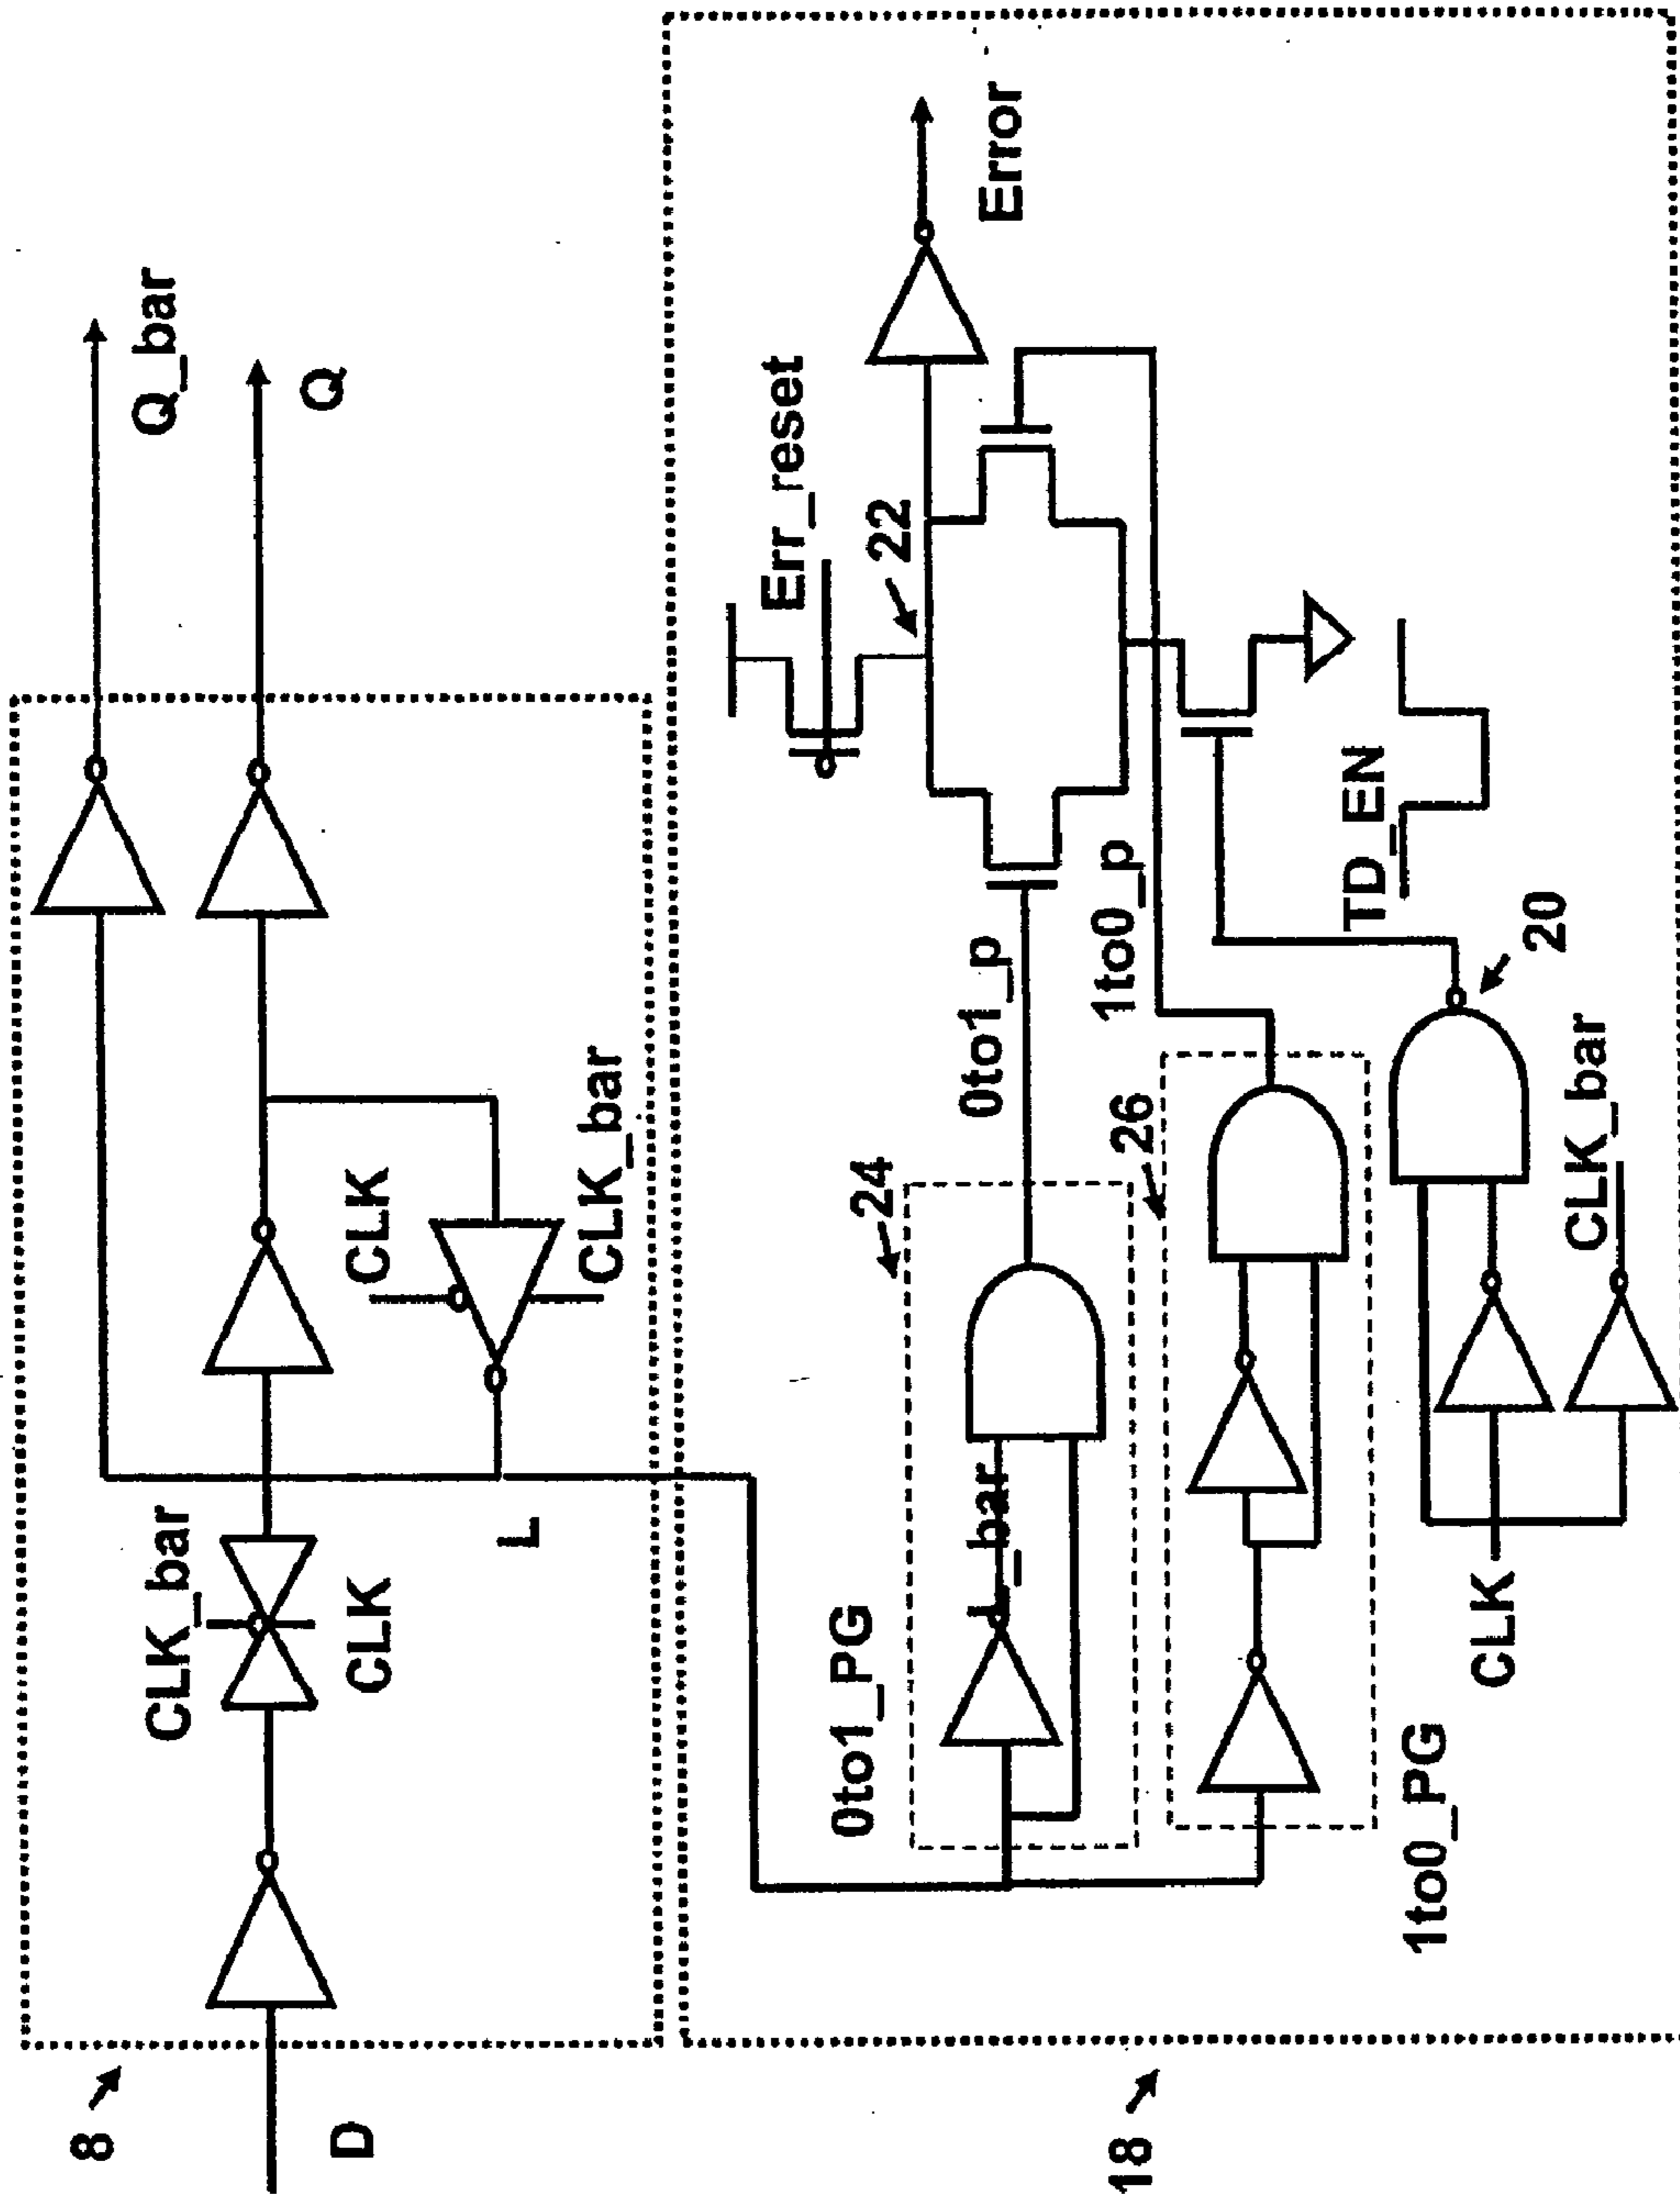 8
D
CLK_bar
CLK
L
CLK
CLK_bar
Q_bar
Q
18
0to1_PG
24
_bar
0to1_p
Err_reset
22
Error
1to0_PG
26
1to0_p
CLK
CLK_bar
20
TD_EN